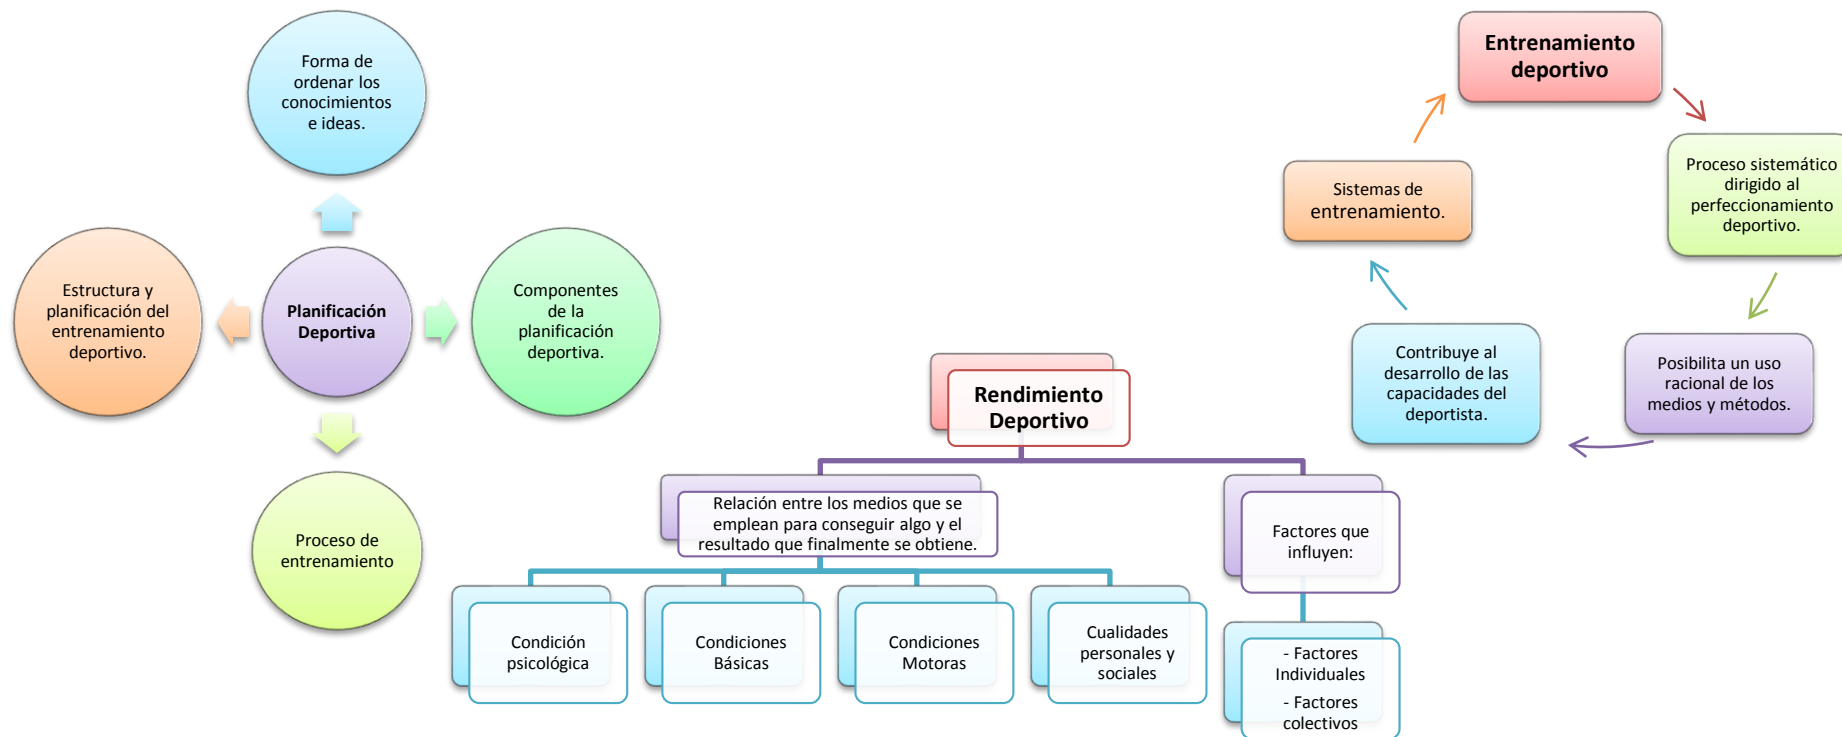 Forma de
ordenar los
conocimientos
e ideas.
Estructura y
planificación del
entrenamiento
deportivo.
Planificación
Deportiva
Componentes
de la
planificación
deportiva.
Proceso de
entrenamiento
Entrenamiento
deportivo
Proceso sistemático
dirigido al
perfeccionamiento
deportivo.
Posibilita un uso
racional de los
medios y métodos.
Contribuye al
desarrollo de las
capacidades del
deportista.
Sistemas de
entrenamiento.
Rendimiento
Deportivo
Relación entre los medios que se
emplean para conseguir algo y el
resultado que finalmente se obtiene.
Factores que
influyen:
Condición
psicológica
Condiciones
Básicas
Condiciones
Motoras
Cualidades
personales y
sociales
- Factores
Individuales
- Factores
colectivos